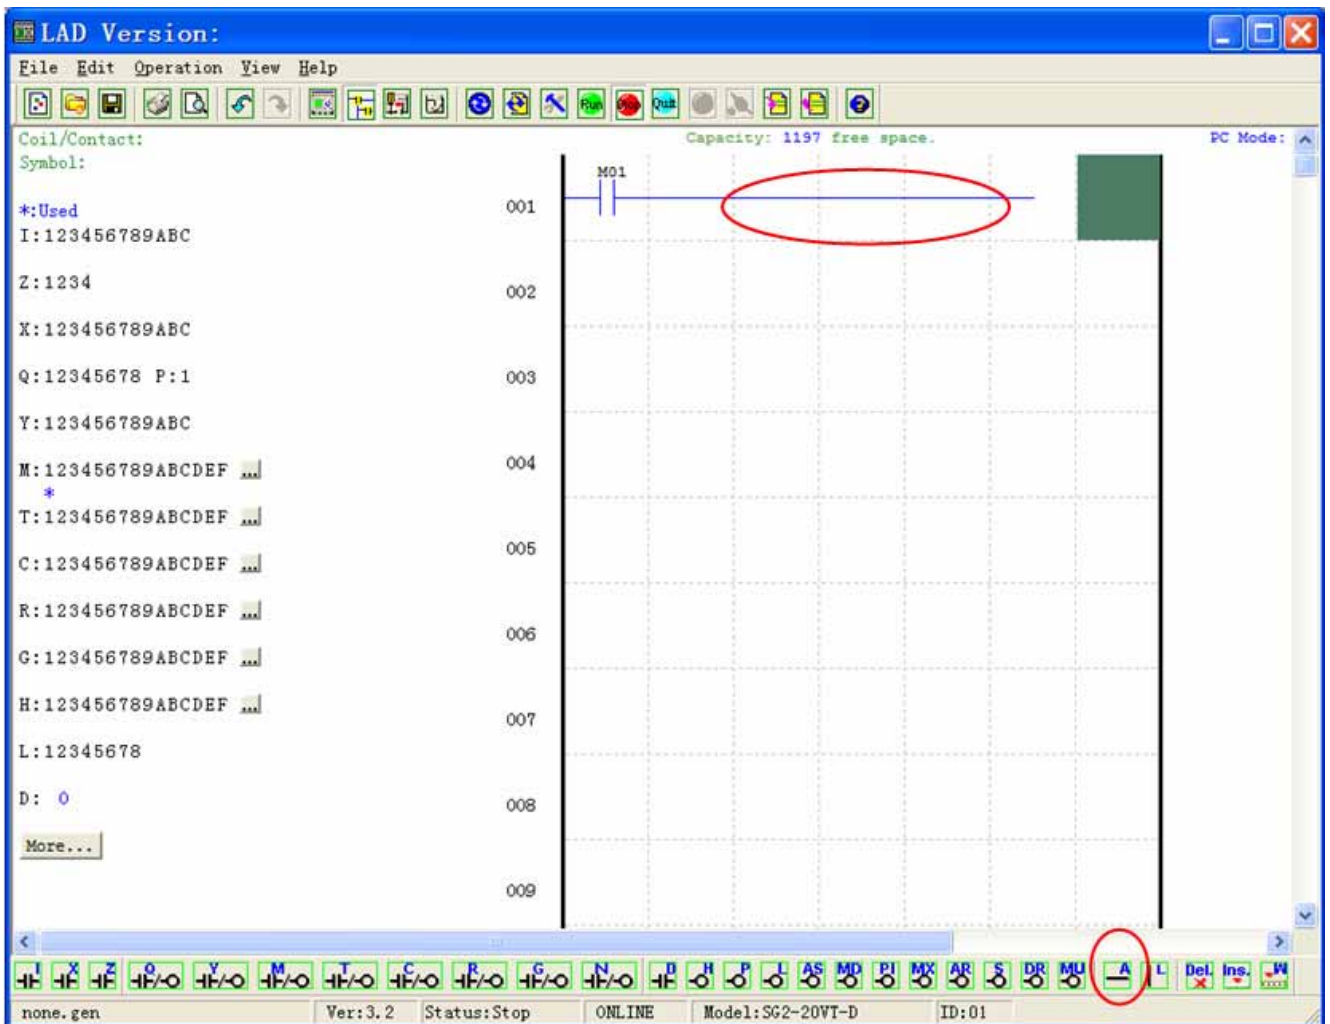 LAD Version:
File Edit Operation View Help
Run Stop Quit
Coil/Contact:
Capacity: 1197 free space.
PC Mode:
Symbol:
M01
*:Used
001
I:123456789ABC
Z:1234
002
X:123456789ABC
Q:12345678 P:1
003
Y:123456789ABC
M:123456789ABCDEF ...
004
*
T:123456789ABCDEF ...
C:123456789ABCDEF ...
005
R:123456789ABCDEF ...
006
G:123456789ABCDEF ...
H:123456789ABCDEF ...
007
L:12345678
D: 0
008
More...
009
I X Z Q Y M T C R G N D H P L AS MD PI MX AR S DR MU A L Del. Ins. W
none.gen Ver:3.2 Status:Stop ONLINE Model:SG2-20VT-D ID:01